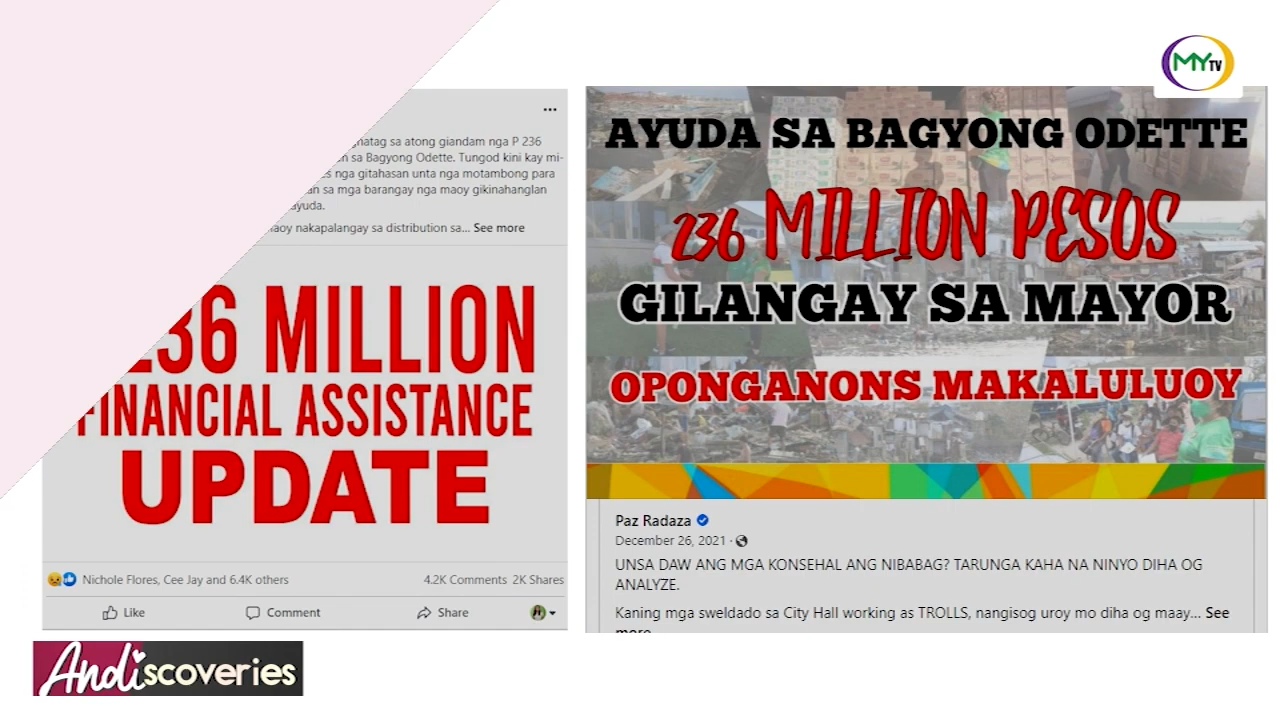 MYTV
sa atong giandam nga P 236
sa Bagyong Odette. Tungod kini kay mi-
nga gitahasan unta nga motambong para
sa mga barangay nga maoy gikinahanglan
ayuda.
maoy nakapalangay sa distribution sa... See more
236 MILLION
FINANCIAL ASSISTANCE
UPDATE
Nichole Flores, Cee Jay and 6.4K others 4.2K Comments 2K Shares
Like Comment Share
AYUDA SA BAGYONG ODETTE
236 MILLION PESOS
GILANGAY SA MAYOR
OPONGANONS MAKALULUOY
Paz Radaza
December 26, 2021 ·
UNSA DAW ANG MGA KONSEHAL ANG NIBABAG? TARUNGA KAHA NA NINYO DIHA OG
ANALYZE.
Kaning mga sweldado sa City Hall working as TROLLS, nangisog uroy mo diha og maay... See
more
Andiscoveries